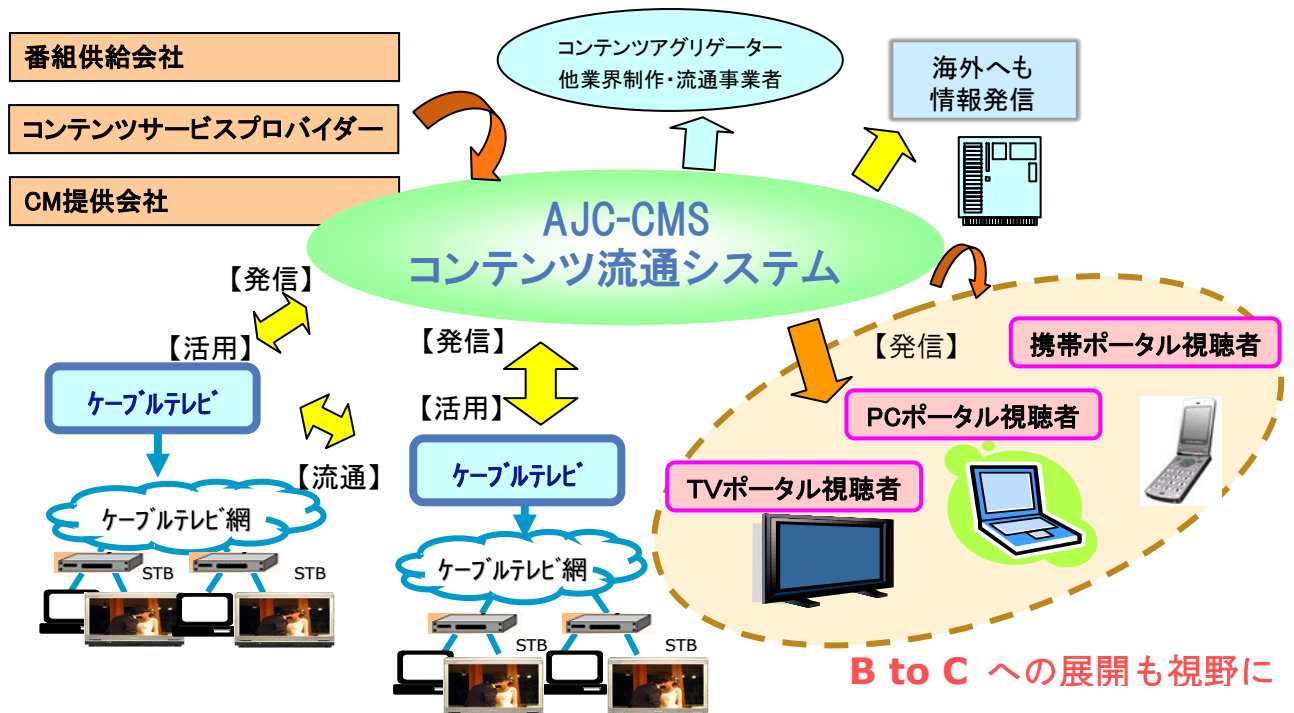 番組供給会社
コンテンツサービスプロバイダー
CM提供会社
コンテンツアグリゲーター
他業界制作・流通事業者
海外へも
情報発信
AJC-CMS
コンテンツ流通システム
【発信】
【活用】
ケーブルテレビ
【流通】
ケーブルテレビ網
STB
STB
【発信】
【活用】
ケーブルテレビ
ケーブルテレビ網
STB
STB
【発信】
携帯ポータル視聴者
PCポータル視聴者
TVポータル視聴者
B to C への展開も視野に